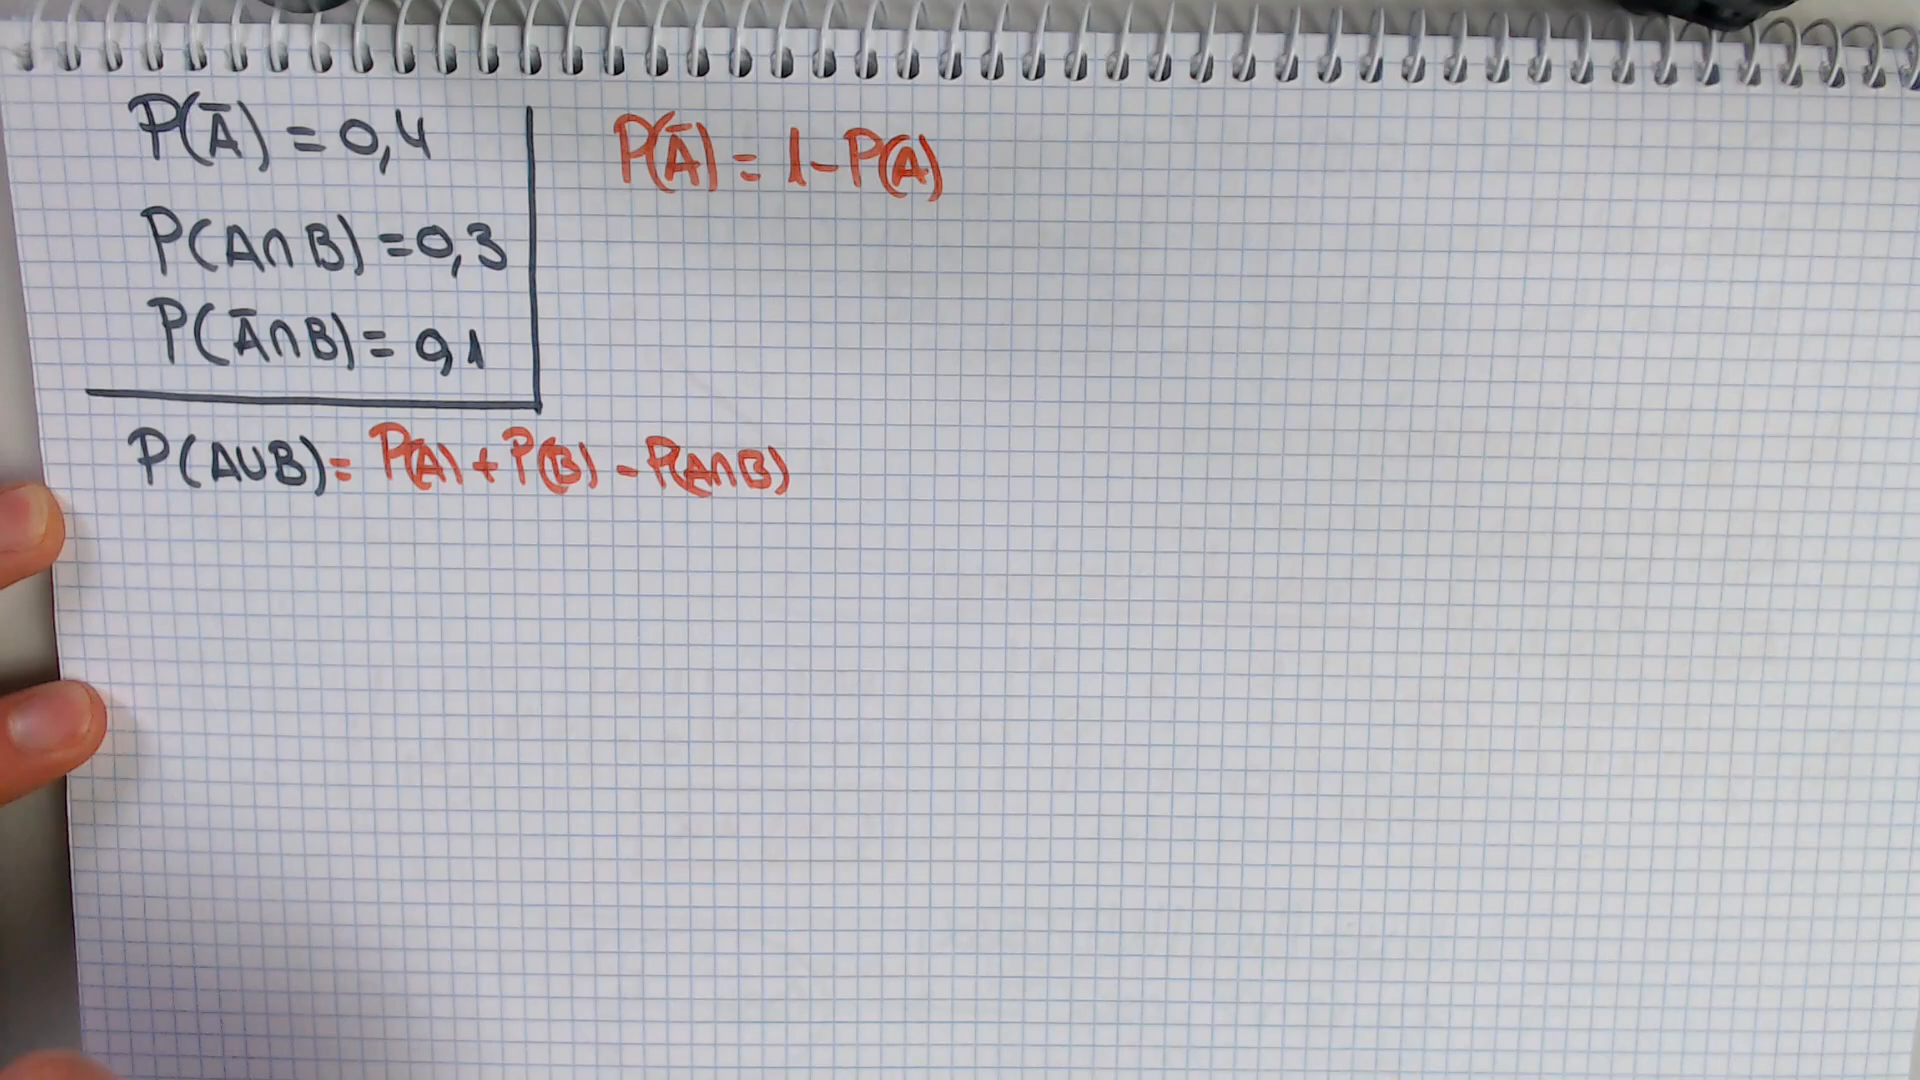 P(Ā) = 0,4
P(Ā) = 1 - P(A)
P(A∩B) = 0,3
P(Ā∩B) = 0,1
P(A∪B) = P(A) + P(B) - P(A∩B)